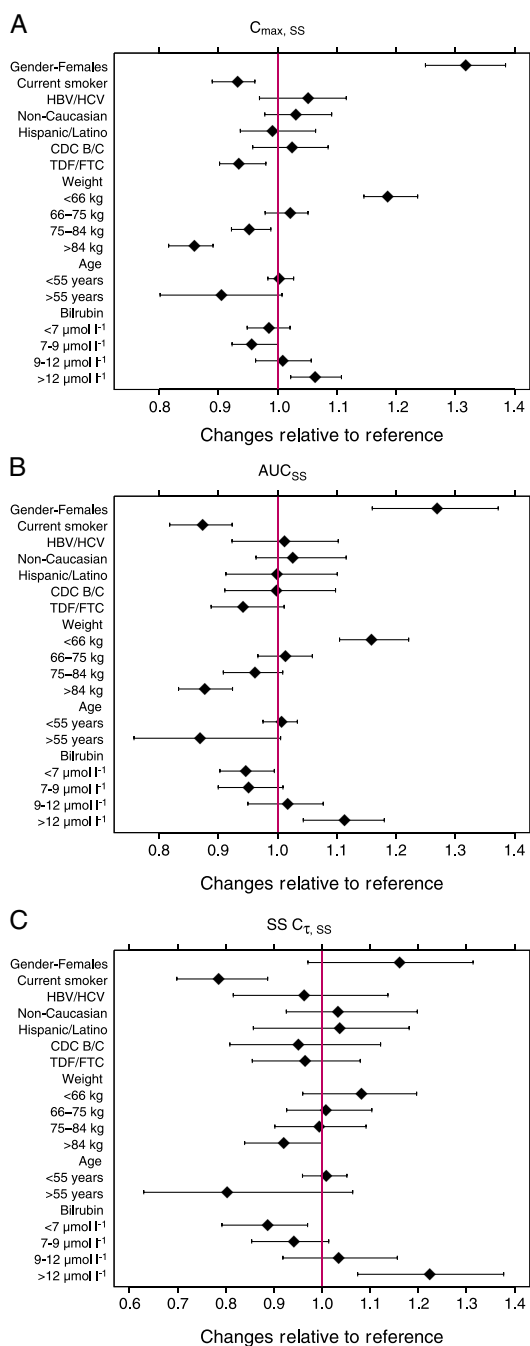 A
Cmax, SS
Gender-Females
Current smoker
HBV/HCV
Non-Caucasian
Hispanic/Latino
CDC B/C
TDF/FTC
Weight
<66 kg
66–75 kg
75–84 kg
>84 kg
Age
<55 years
>55 years
Bilrubin
<7 µmol l-1
7-9 µmol l-1
9-12 µmol l-1
>12 µmol l-1
0.8 0.9 1.0 1.1 1.2 1.3 1.4
Changes relative to reference
B
AUCSS
Gender-Females
Current smoker
HBV/HCV
Non-Caucasian
Hispanic/Latino
CDC B/C
TDF/FTC
Weight
<66 kg
66–75 kg
75–84 kg
>84 kg
Age
<55 years
>55 years
Bilrubin
<7 µmol l-1
7-9 µmol l-1
9-12 µmol l-1
>12 µmol l-1
0.8 0.9 1.0 1.1 1.2 1.3 1.4
Changes relative to reference
C
SS Cτ, SS
Gender-Females
Current smoker
HBV/HCV
Non-Caucasian
Hispanic/Latino
CDC B/C
TDF/FTC
Weight
<66 kg
66–75 kg
75–84 kg
>84 kg
Age
<55 years
>55 years
Bilrubin
<7 µmol l-1
7-9 µmol l-1
9-12 µmol l-1
>12 µmol l-1
0.6 0.7 0.8 0.9 1.0 1.1 1.2 1.3 1.4
Changes relative to reference